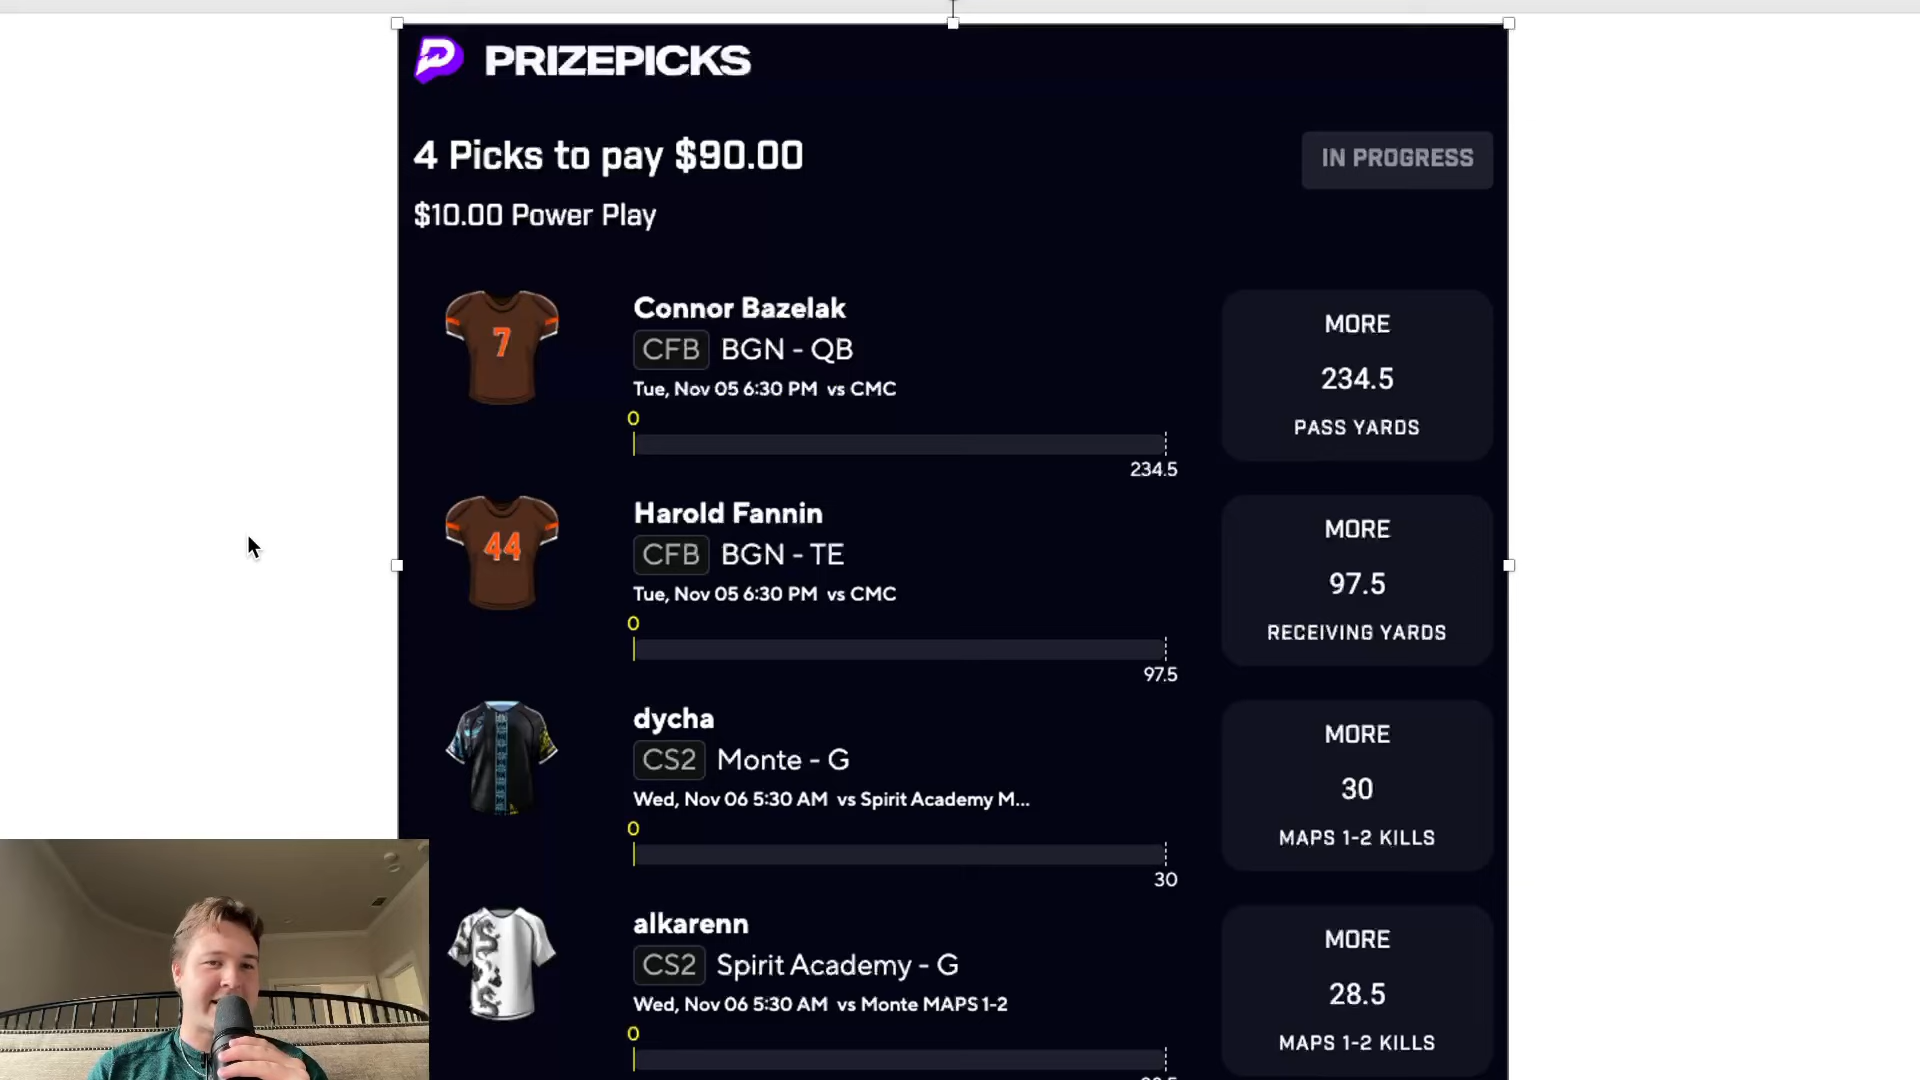 PRIZEPICKS
4 Picks to pay $90.00
IN PROGRESS
$10.00 Power Play
7
Connor Bazelak
CFB BGN - QB
Tue, Nov 05 6:30 PM vs CMC
0
234.5
MORE
234.5
PASS YARDS
44
Harold Fannin
CFB BGN - TE
Tue, Nov 05 6:30 PM vs CMC
0
97.5
MORE
97.5
RECEIVING YARDS
dycha
CS2 Monte - G
Wed, Nov 06 5:30 AM vs Spirit Academy M...
0
30
MORE
30
MAPS 1-2 KILLS
alkarenn
CS2 Spirit Academy - G
Wed, Nov 06 5:30 AM vs Monte MAPS 1-2
0
MORE
28.5
MAPS 1-2 KILLS